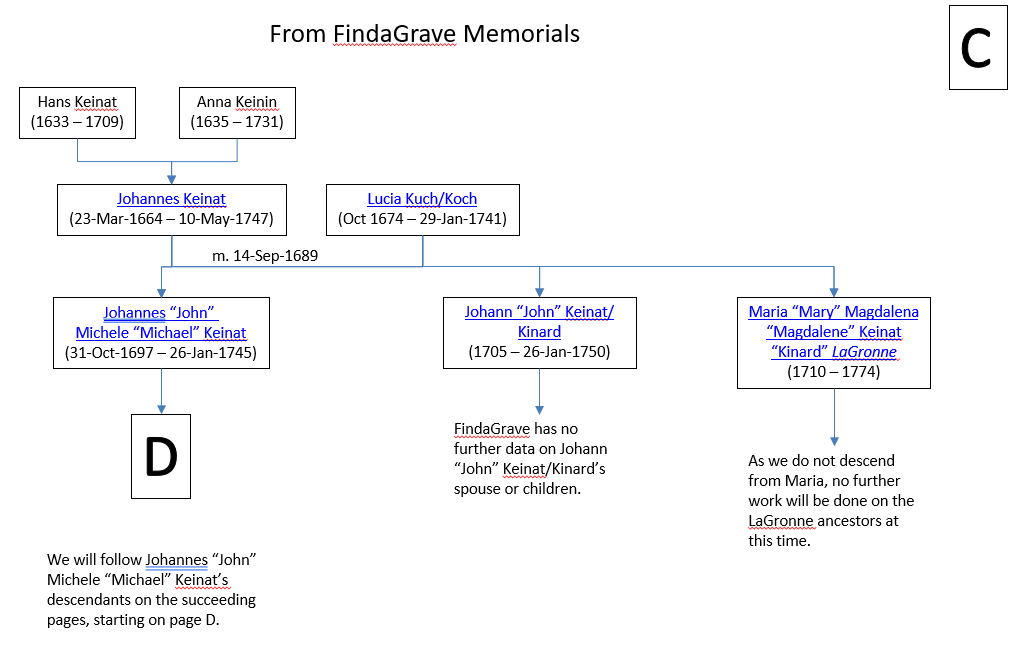 From FindaGrave Memorials
C
Hans Keinat
(1633 – 1709)
Anna Keinin
(1635 – 1731)
Johannes Keinat
(23-Mar-1664 – 10-May-1747)
Lucia Kuch/Koch
(Oct 1674 – 29-Jan-1741)
m. 14-Sep-1689
Johannes “John”
Michele “Michael” Keinat
(31-Oct-1697 – 26-Jan-1745)
Johann “John” Keinat/
Kinard
(1705 – 26-Jan-1750)
Maria “Mary” Magdalena
“Magdalene” Keinat
“Kinard” LaGronne
(1710 – 1774)
D
FindaGrave has no
further data on Johann
“John” Keinat/Kinard’s
spouse or children.
As we do not descend
from Maria, no further
work will be done on the
LaGronne ancestors at
this time.
We will follow Johannes “John”
Michele “Michael” Keinat’s
descendants on the succeeding
pages, starting on page D.